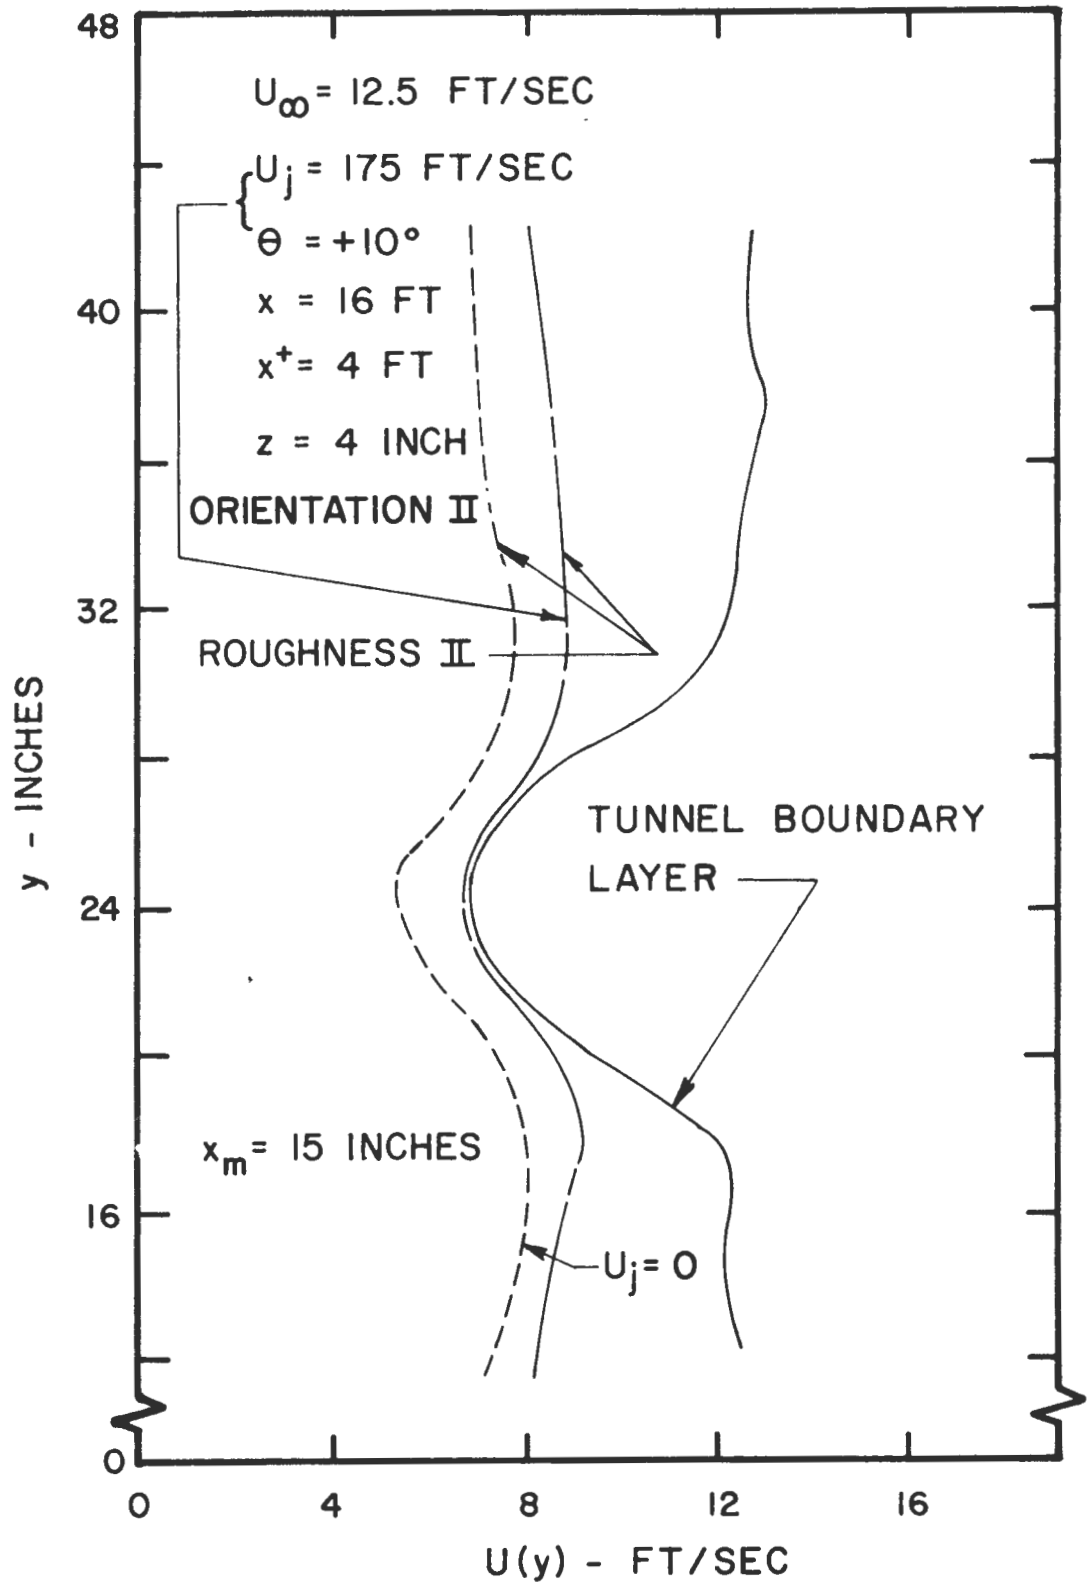 48
U∞ = 12.5 FT/SEC
Uj = 175 FT/SEC
θ = +10°
x = 16 FT
40
x⁺ = 4 FT
z = 4 INCH
ORIENTATION II
32
ROUGHNESS II
y - INCHES
TUNNEL BOUNDARY
LAYER
24
xm = 15 INCHES
16
Uj = 0
0
0 4 8 12 16
U(y) - FT/SEC